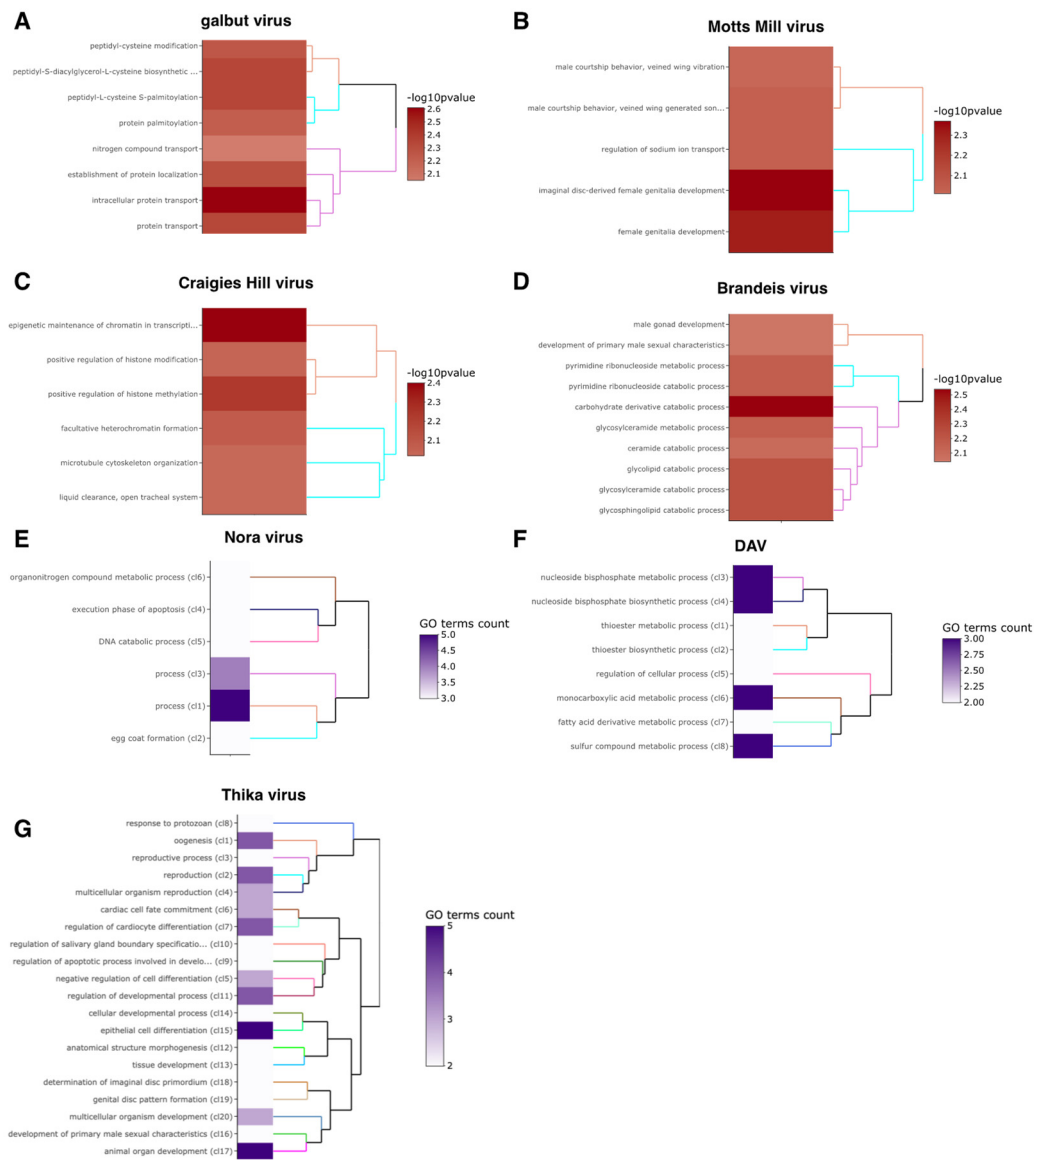 A
galbut virus
peptidyl-cysteine modification
peptidyl-S-diacylglycerol-L-cysteine biosynthetic ...
peptidyl-L-cysteine S-palmitoylation
protein palmitoylation
nitrogen compound transport
establishment of protein localization
intracellular protein transport
protein transport
-log10pvalue
2.6
2.5
2.4
2.3
2.2
2.1
B
Motts Mill virus
male courtship behavior, veined wing vibration
male courtship behavior, veined wing generated son...
regulation of sodium ion transport
imaginal disc-derived female genitalia development
female genitalia development
-log10pvalue
2.3
2.2
2.1
C
Craigies Hill virus
epigenetic maintenance of chromatin in transcripti...
positive regulation of histone modification
positive regulation of histone methylation
facultative heterochromatin formation
microtubule cytoskeleton organization
liquid clearance, open tracheal system
-log10pvalue
2.4
2.3
2.2
2.1
D
Brandeis virus
male gonad development
development of primary male sexual characteristics
pyrimidine ribonucleoside metabolic process
pyrimidine ribonucleoside catabolic process
carbohydrate derivative catabolic process
glycosylceramide metabolic process
ceramide catabolic process
glycolipid catabolic process
glycosylceramide catabolic process
glycosphingolipid catabolic process
-log10pvalue
2.5
2.4
2.3
2.2
2.1
E
Nora virus
organonitrogen compound metabolic process (cl6)
execution phase of apoptosis (cl4)
DNA catabolic process (cl5)
process (cl3)
process (cl1)
egg coat formation (cl2)
GO terms count
5.0
4.5
4.0
3.5
3.0
F
DAV
nucleoside bisphosphate metabolic process (cl3)
nucleoside bisphosphate biosynthetic process (cl4)
thioester metabolic process (cl1)
thioester biosynthetic process (cl2)
regulation of cellular process (cl5)
monocarboxylic acid metabolic process (cl6)
fatty acid derivative metabolic process (cl7)
sulfur compound metabolic process (cl8)
GO terms count
3.00
2.75
2.50
2.25
2.00
Thika virus
G
response to protozoan (cl8)
oogenesis (cl1)
reproductive process (cl3)
reproduction (cl2)
multicellular organism reproduction (cl4)
cardiac cell fate commitment (cl6)
regulation of cardiocyte differentiation (cl7)
regulation of salivary gland boundary specificatio... (cl10)
regulation of apoptotic process involved in develo... (cl9)
negative regulation of cell differentiation (cl5)
regulation of developmental process (cl11)
cellular developmental process (cl14)
epithelial cell differentiation (cl15)
anatomical structure morphogenesis (cl12)
tissue development (cl13)
determination of imaginal disc primordium (cl18)
genital disc pattern formation (cl19)
multicellular organism development (cl20)
development of primary male sexual characteristics (cl16)
animal organ development (cl17)
GO terms count
5
4
3
2